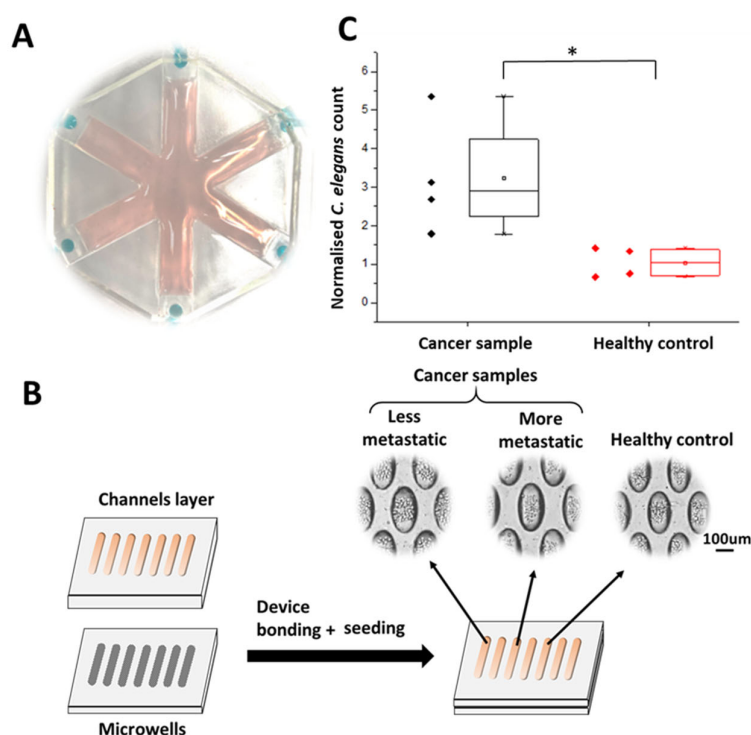 A
C
Normalised C. elegans count
6
5
4
3
2
1
0
*
Cancer sample
Healthy control
B
Cancer samples
Less
metastatic
More
metastatic
Healthy control
100um
Channels layer
Device
bonding + seeding
Microwells